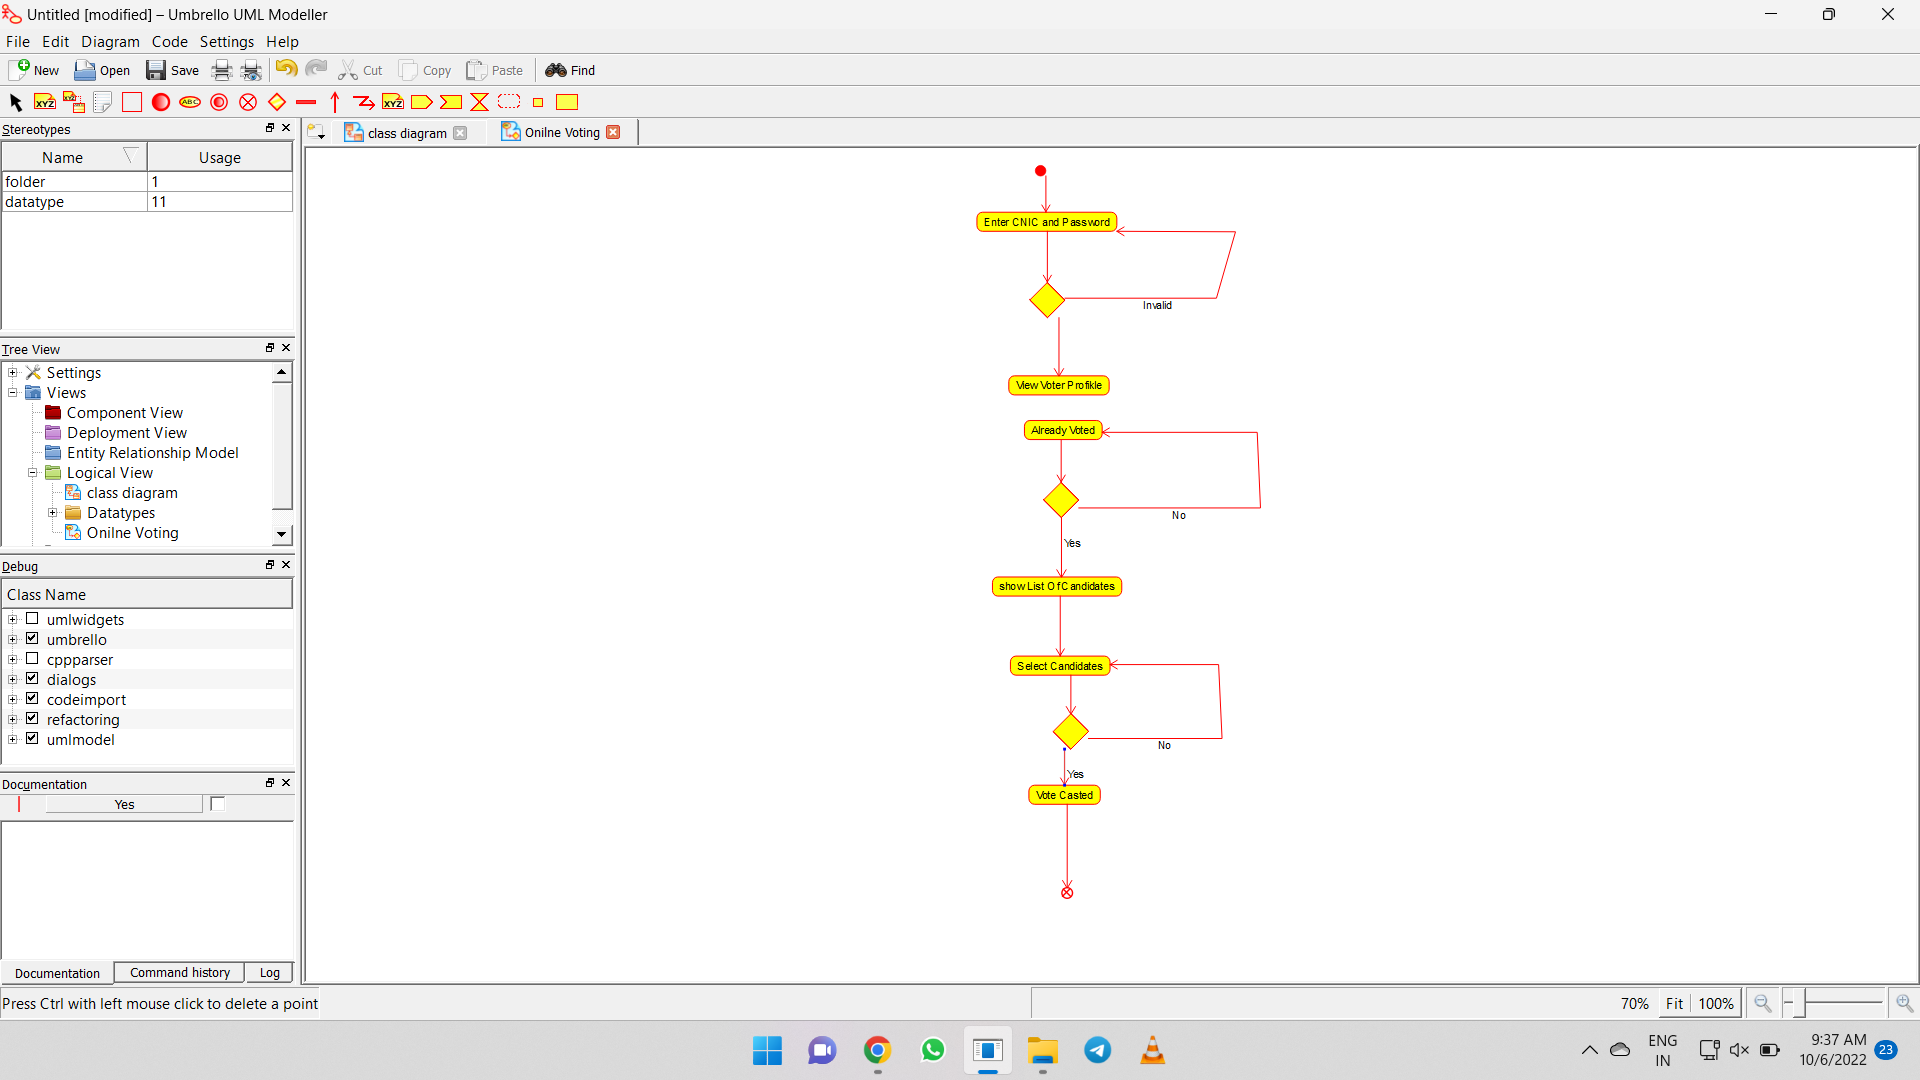 Untitled [modified] – Umbrello UML Modeller
File Edit Diagram Code Settings Help
New Open Save Cut Copy Paste Find
XYZ XYZ ABC XYZ
Stereotypes
Name Usage
folder 1
datatype 11
Tree View
Settings
Views
Component View
Deployment View
Entity Relationship Model
Logical View
class diagram
Datatypes
Onilne Voting
Debug
Class Name
umlwidgets
umbrello
cppparser
dialogs
codeimport
refactoring
umlmodel
Documentation
Yes
Documentation Command history Log
Press Ctrl with left mouse click to delete a point
class diagram Onilne Voting
Enter CNIC and Password
Invalid
View Voter Profikle
Already Voted
No
Yes
show List Of Candidates
Select Candidates
No
Yes
Vote Casted
70% Fit 100%
ENG
IN
9:37 AM
10/6/2022
23